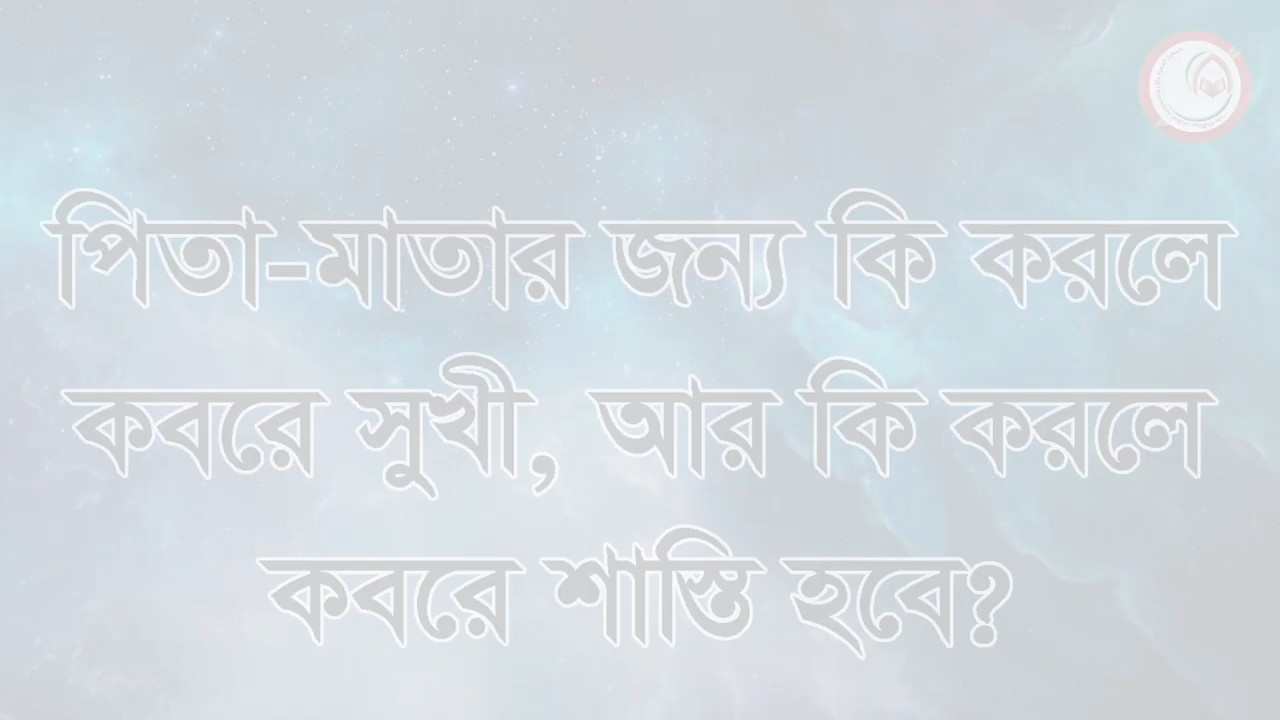 পিতা-মাতার জন্য কি করলে
কবরে সুখী, আর কি করলে
কবরে শাস্তি হবে?